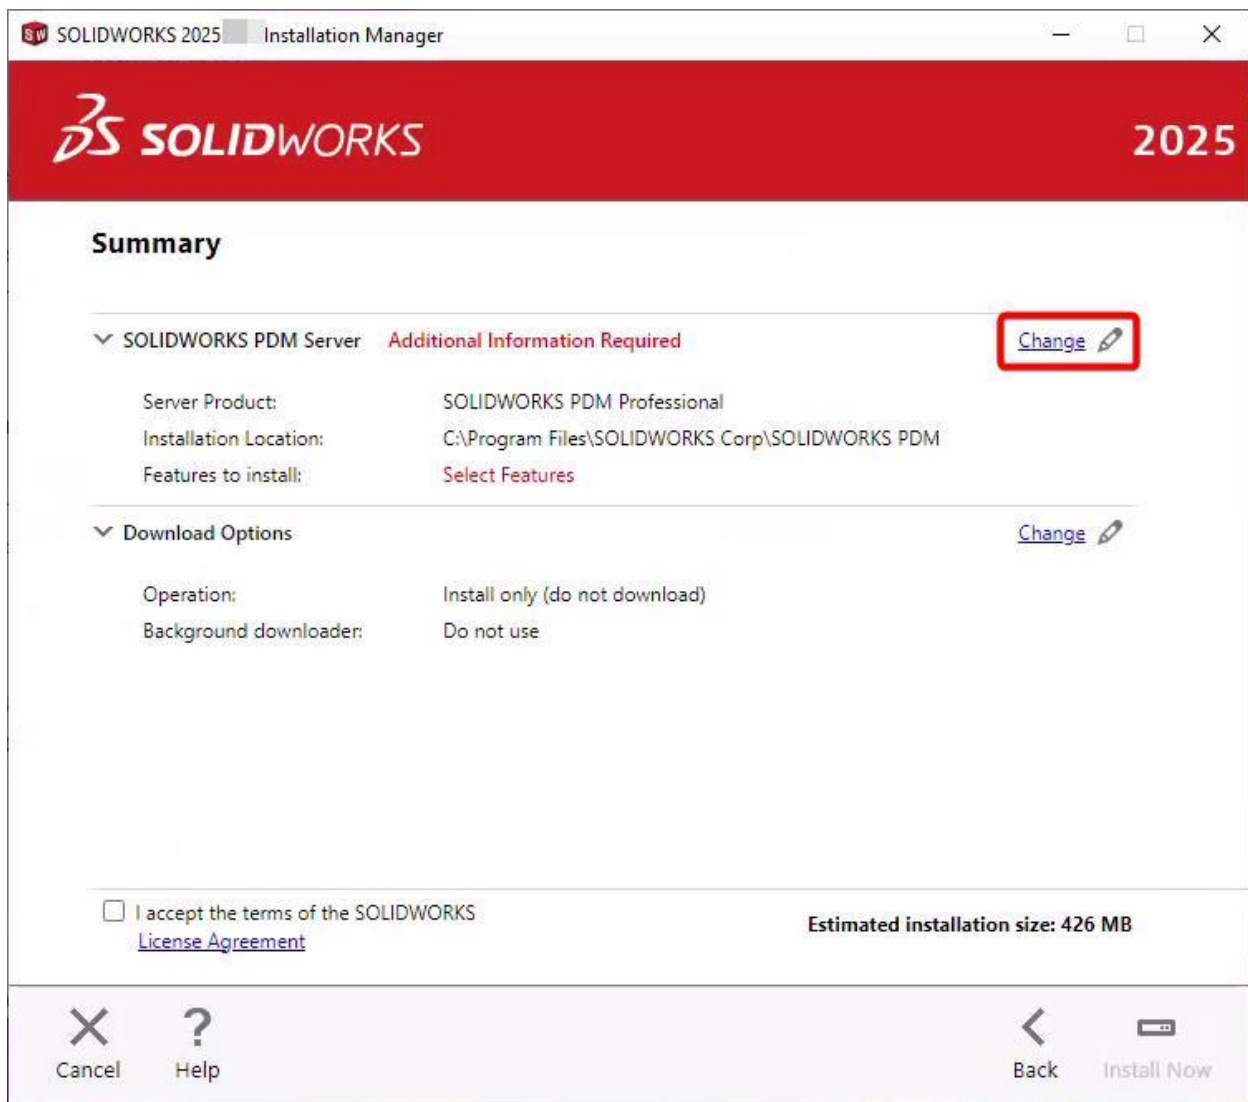 SOLIDWORKS 2025 Installation Manager
SOLIDWORKS 2025
Summary
SOLIDWORKS PDM Server Additional Information Required Change
Server Product: SOLIDWORKS PDM Professional
Installation Location: C:\Program Files\SOLIDWORKS Corp\SOLIDWORKS PDM
Features to install: Select Features
Download Options Change
Operation: Install only (do not download)
Background downloader: Do not use
I accept the terms of the SOLIDWORKS
License Agreement
Estimated installation size: 426 MB
Cancel Help Back Install Now